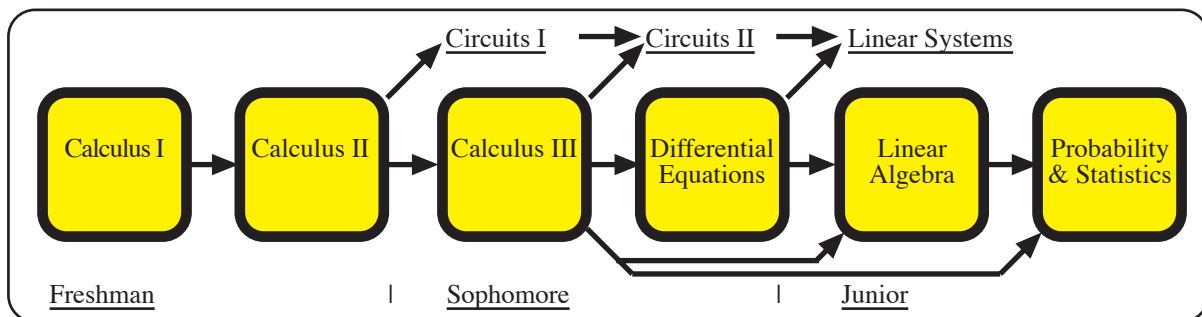 Circuits I
Circuits II
Linear Systems
Calculus I
Calculus II
Calculus III
Differential
Equations
Linear
Algebra
Probability
& Statistics
Freshman
|
Sophomore
|
Junior